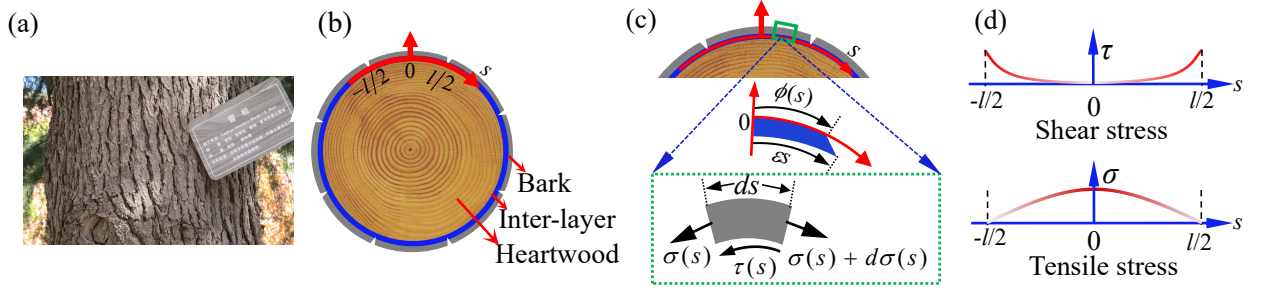 (a)
(b)
-l/2
0
l/2
s
Bark
Inter-layer
Heartwood
(c)
s
ϕ(s)
0
εs
ds
σ(s)
τ(s)
σ(s) + dσ(s)
(d)
τ
s
-l/2
0
l/2
Shear stress
σ
s
-l/2
0
l/2
Tensile stress